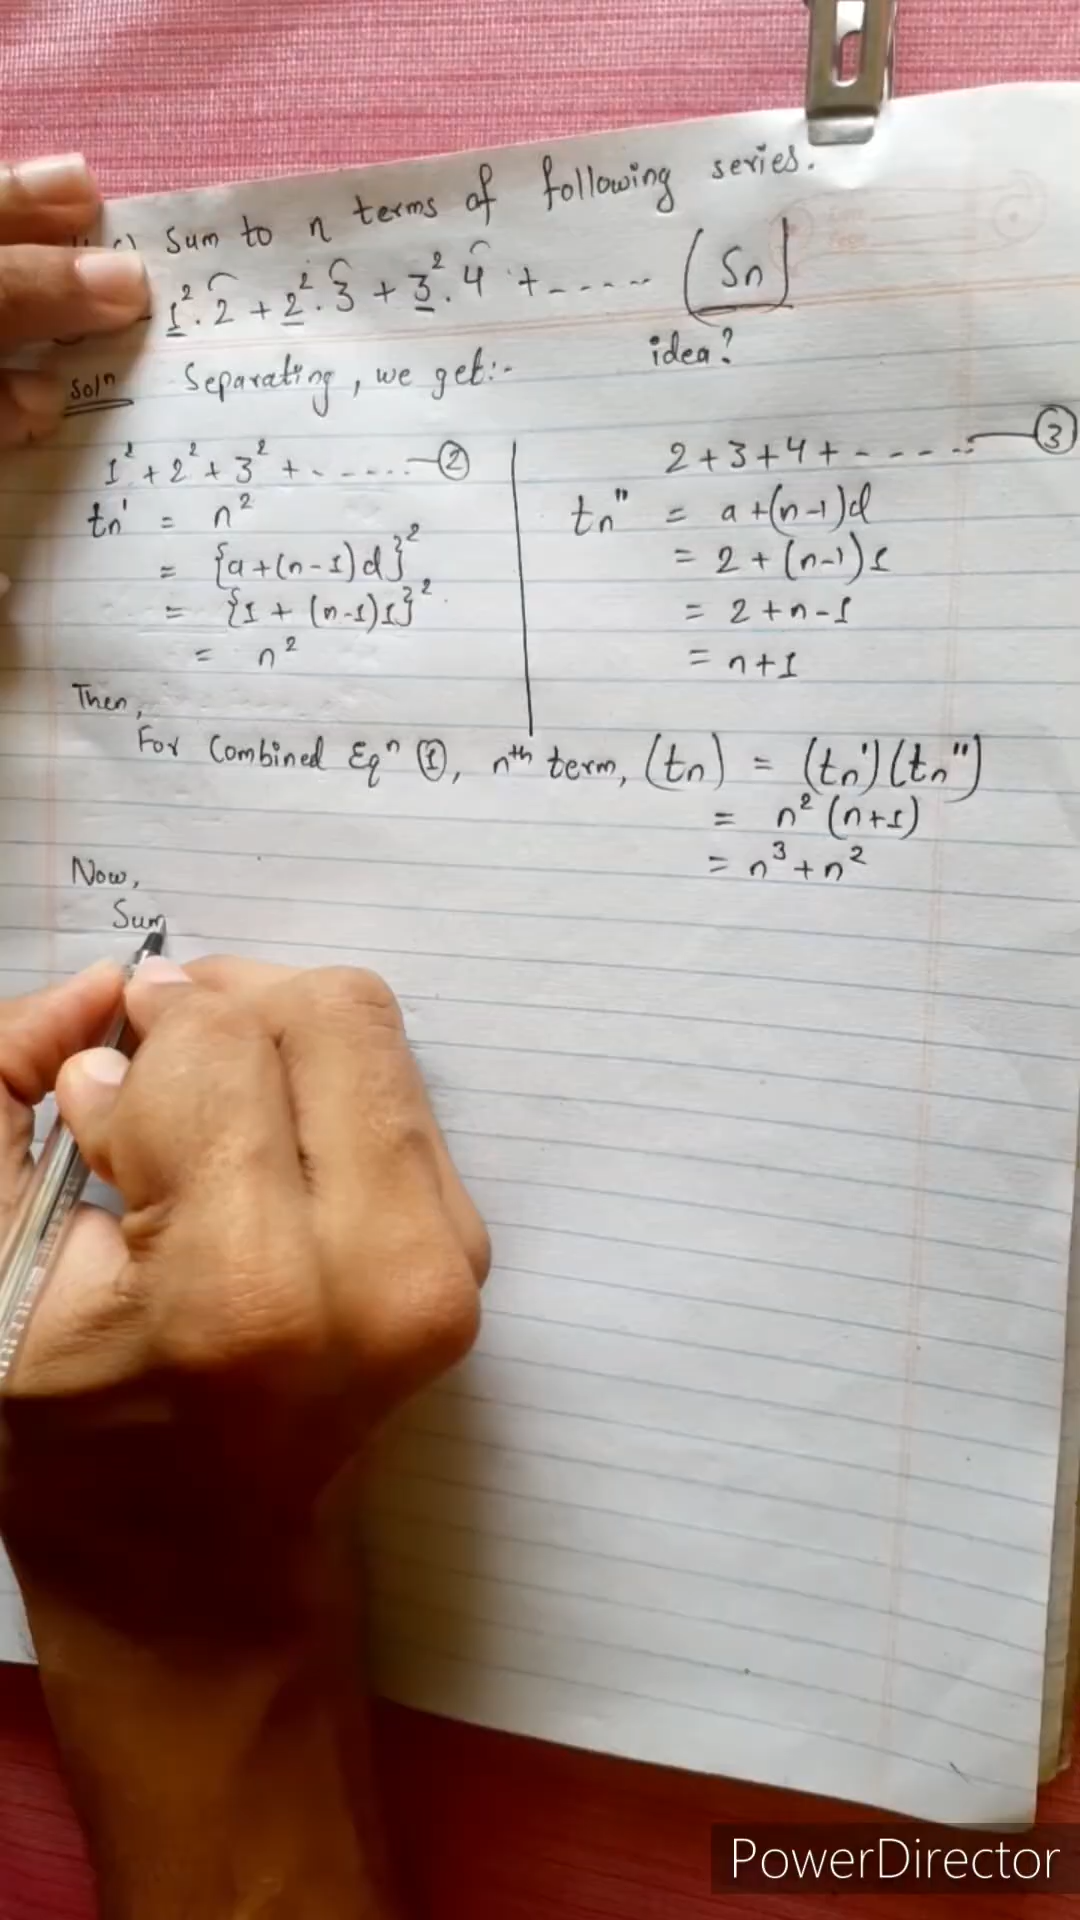 c) Sum to n terms of following series.
1². 2 + 2². 3 + 3². 4 + ...... (Sn)
idea?
Solⁿ Separating, we get:-
1² + 2² + 3² + ...... ②
tn' = n²
= {a+(n-1)d}²
= {1 + (n-1)1}²
= n²
2+3+4+ ...... ③
tn" = a+(n-1)d
= 2 + (n-1)1
= 2+n-1
= n+1
Then,
For Combined Eqⁿ ①, nth term, (tn) = (tn')(tn")
= n² (n+1)
= n³+n²
Now,
Sum
PowerDirector